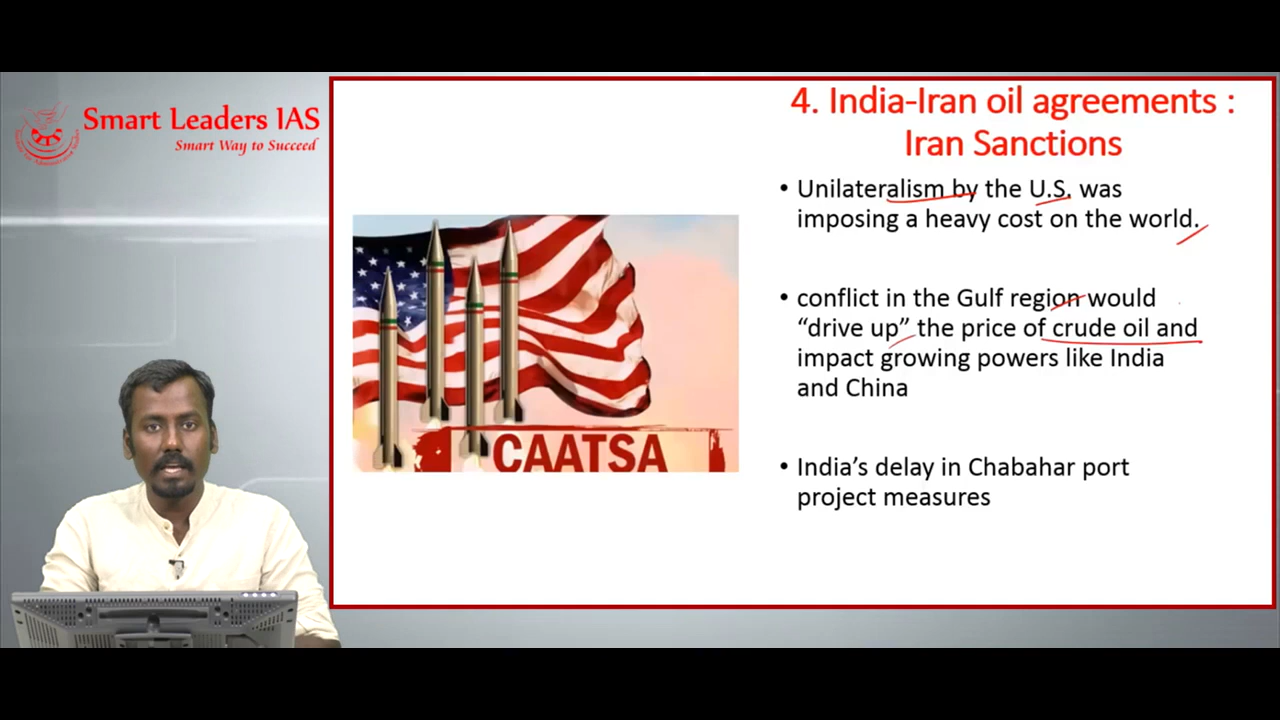 Smart Leaders IAS
Smart Way to Succeed
4. India-Iran oil agreements :
Iran Sanctions
• Unilateralism by the U.S. was
imposing a heavy cost on the world.
• conflict in the Gulf region would
“drive up” the price of crude oil and
impact growing powers like India
and China
• India’s delay in Chabahar port
project measures
CAATSA